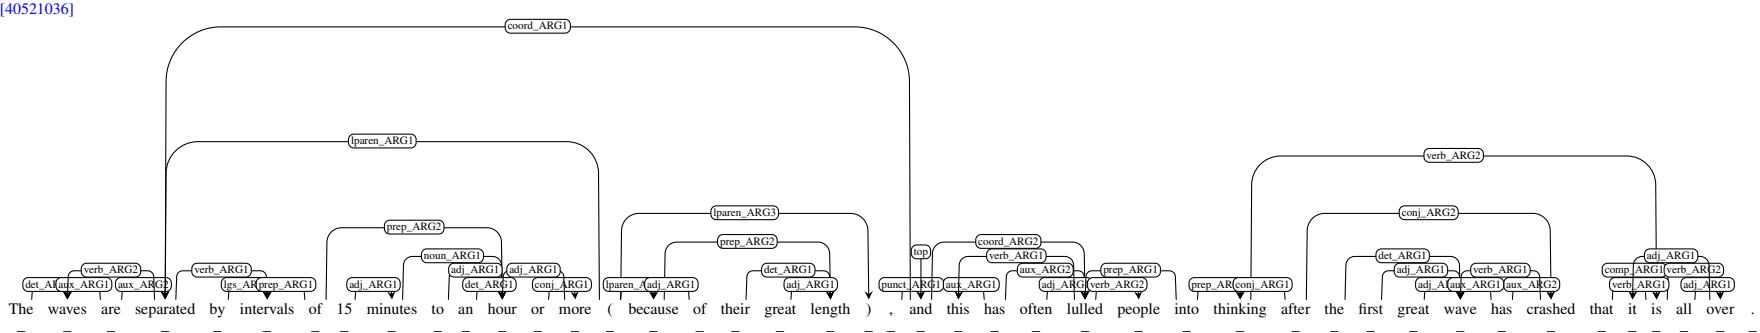 [40521036]
coord_ARG1
lparen_ARG1
verb_ARG2
lparen_ARG3 conj_ARG2
prep_ARG2
prep_ARG2 coord_ARG2
noun_ARG1 top verb_ARG1 det_ARG1 adj_ARG1
verb_ARG2 verb_ARG1 adj_ARG1 adj_ARG1 det_ARG1 aux_ARG2 prep_ARG1 adj_ARG1 verb_ARG1 comp_ARG1 verb_ARG2
aux_ARG1 aux_ARG2 prep_ARG1 adj_ARG1 det_ARG1 conj_ARG1 adj_ARG1 adj_ARG1 punct_ARG1 aux_ARG1 verb_ARG2 conj_ARG1 aux_ARG1 aux_ARG2 verb_ARG1 adj_ARG1
The waves are separated by intervals of 15 minutes to an hour or more ( because of their great length ) , and this has often lulled people into thinking after the first great wave has crashed that it is all over .